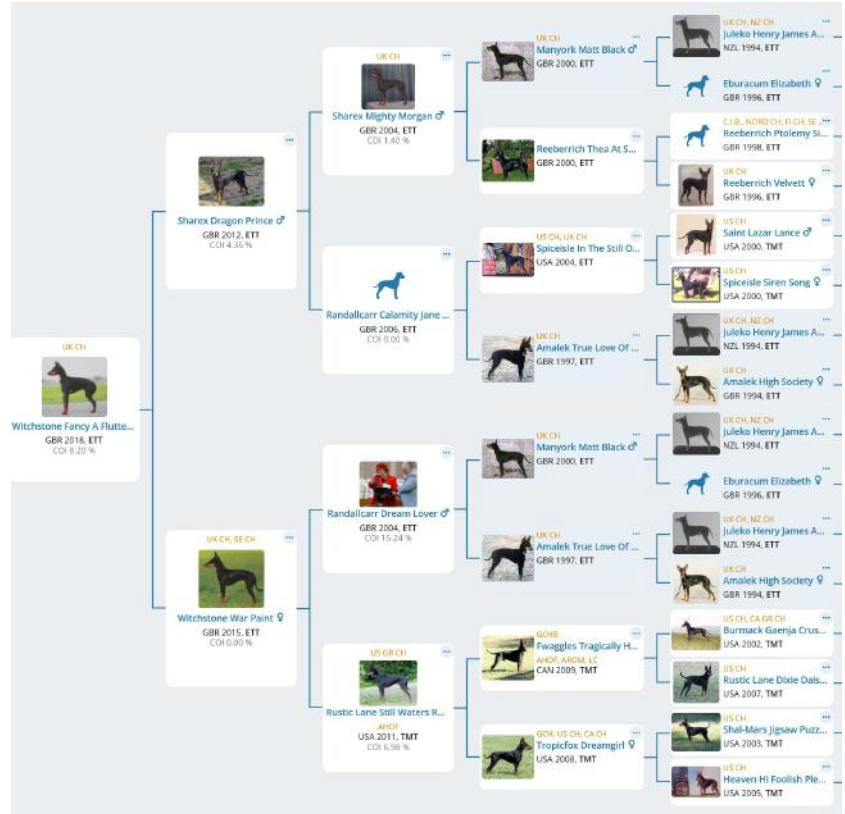 UK CH
Witchstone Fancy A Flutte...
GBR 2018, ETT
COI 8.20 %
Sharex Dragon Prince ♂
GBR 2012, ETT
COI 4.36 %
UK CH, SE CH
Witchstone War Paint ♀
GBR 2015, ETT
COI 0.00 %
UK CH
Sharex Mighty Morgan ♂
GBR 2004, ETT
COI 1.40 %
Randallcarr Calamity Jane ...
GBR 2006, ETT
COI 0.00 %
Randallcarr Dream Lover ♂
GBR 2004, ETT
COI 15.24 %
US GR CH
Rustic Lane Still Waters R...
AHOF
USA 2011, TMT
COI 6.98 %
UK CH
Manyork Matt Black ♂
GBR 2000, ETT
Reeberrich Thea At S...
GBR 2000, ETT
US CH, UK CH
Spiceisle In The Still O...
USA 2004, ETT
UK CH
Amalek True Love Of ...
GBR 1997, ETT
UK CH
Manyork Matt Black ♂
GBR 2000, ETT
UK CH
Amalek True Love Of ...
GBR 1997, ETT
GCHB
Fwaggles Tragically H...
AHOF, AROM, LC
CAN 2009, TMT
GCH, US CH, CA CH
Tropicfox Dreamgirl ♀
USA 2008, TMT
UK CH, NZ CH
Juleko Henry James A...
NZL 1994, ETT
Eburacum Elizabeth ♀
GBR 1996, ETT
C.I.B., NORD CH, FI CH, SE ...
Reeberrich Ptolemy Si...
GBR 1998, ETT
UK CH
Reeberrich Velvett ♀
GBR 1996, ETT
US CH
Saint Lazar Lance ♂
USA 2000, TMT
US CH
Spiceisle Siren Song ♀
USA 2000, TMT
UK CH, NZ CH
Juleko Henry James A...
NZL 1994, ETT
UK CH
Amalek High Society ♀
GBR 1994, ETT
UK CH, NZ CH
Juleko Henry James A...
NZL 1994, ETT
Eburacum Elizabeth ♀
GBR 1996, ETT
UK CH, NZ CH
Juleko Henry James A...
NZL 1994, ETT
UK CH
Amalek High Society ♀
GBR 1994, ETT
US CH, CA GR CH
Burmack Gaenja Crus...
USA 2002, TMT
US CH
Rustic Lane Dixie Dais...
USA 2007, TMT
US CH
Shal-Mars Jigsaw Puzz...
USA 2003, TMT
US CH
Heaven Hi Foolish Ple...
USA 2005, TMT